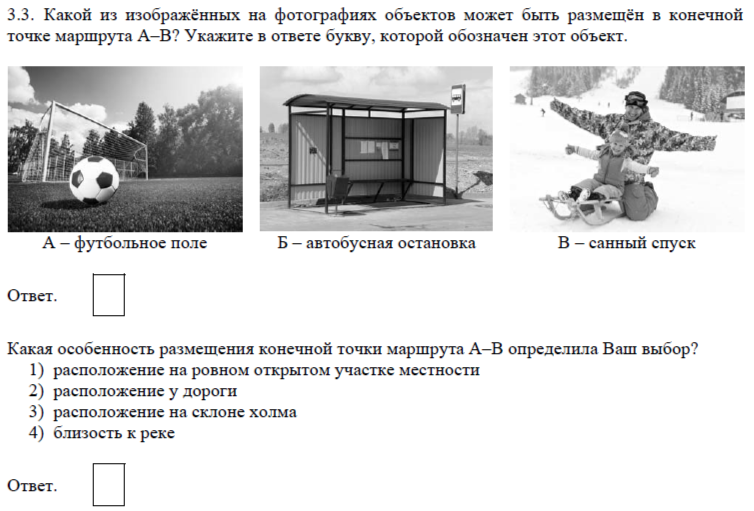 3.3. Какой из изображённых на фотографиях объектов может быть размещён в конечной
точке маршрута А–В? Укажите в ответе букву, которой обозначен этот объект.
А – футбольное поле
Б – автобусная остановка
В – санный спуск
Ответ.
Какая особенность размещения конечной точки маршрута А–В определила Ваш выбор?
1) расположение на ровном открытом участке местности
2) расположение у дороги
3) расположение на склоне холма
4) близость к реке
Ответ.